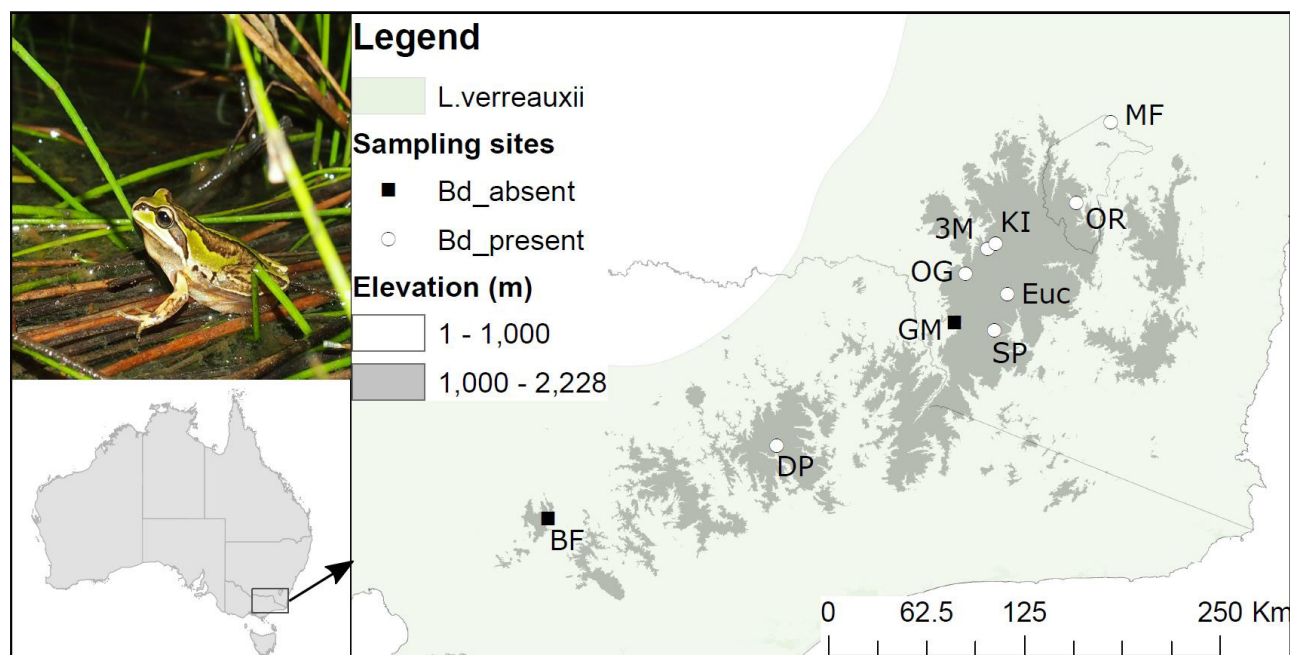 Legend
L.verreauxii
Sampling sites
Bd_absent
Bd_present
Elevation (m)
1 - 1,000
1,000 - 2,228
MF
OR
KI
3M
OG
Euc
GM
SP
DP
BF
0 62.5 125 250 Km